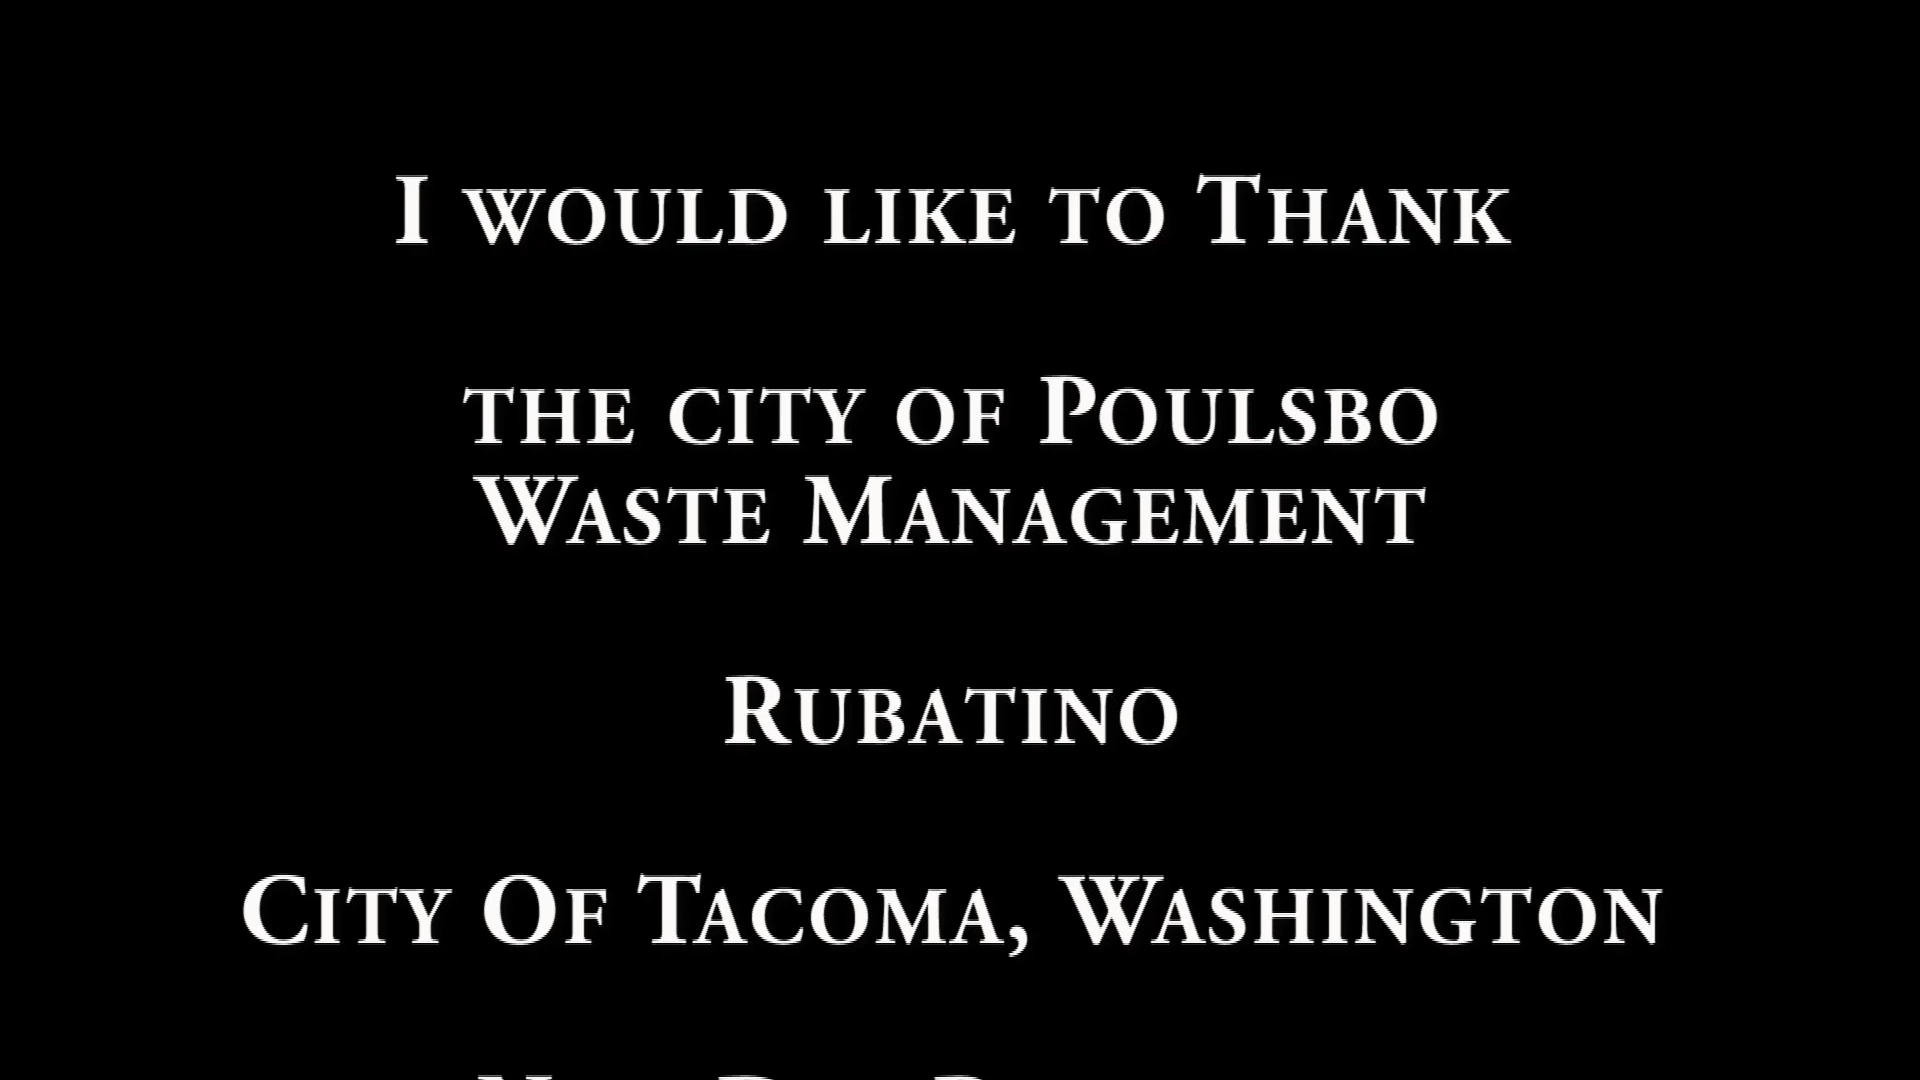 I would like to Thank
the city of Poulsbo
Waste Management
Rubatino
City Of Tacoma, Washington